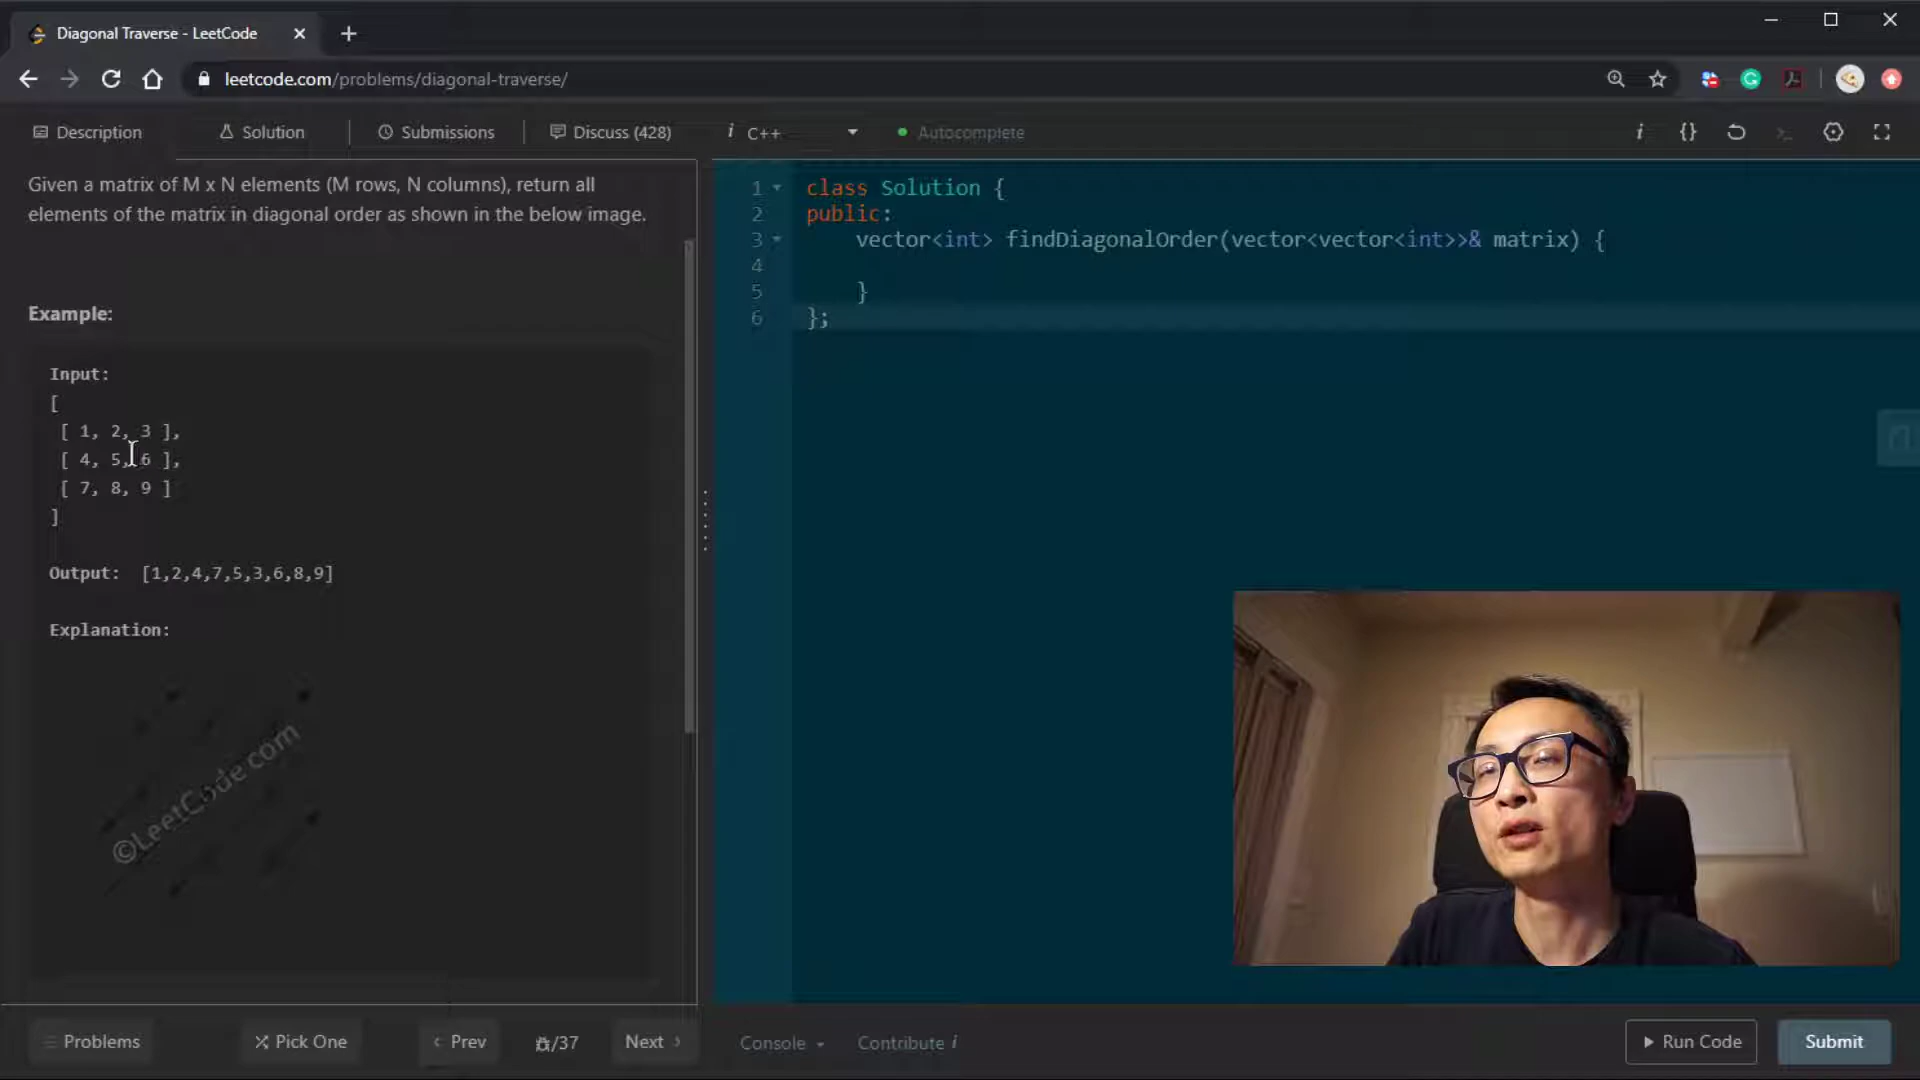 Diagonal Traverse - LeetCode
leetcode.com/problems/diagonal-traverse/
Description
Solution
Submissions
Discuss (428)
i C++
Autocomplete
i {}
Given a matrix of M x N elements (M rows, N columns), return all
elements of the matrix in diagonal order as shown in the below image.
Example:
Input:
[
[ 1, 2, 3 ],
[ 4, 5, 6 ],
[ 7, 8, 9 ]
]
Output: [1,2,4,7,5,3,6,8,9]
Explanation:
©LeetCode.com
1 class Solution {
2 public:
3 vector<int> findDiagonalOrder(vector<vector<int>>& matrix) {
4
5 }
6 };
Problems
Pick One
Prev
/37
Next
Console
Contribute i
Run Code
Submit